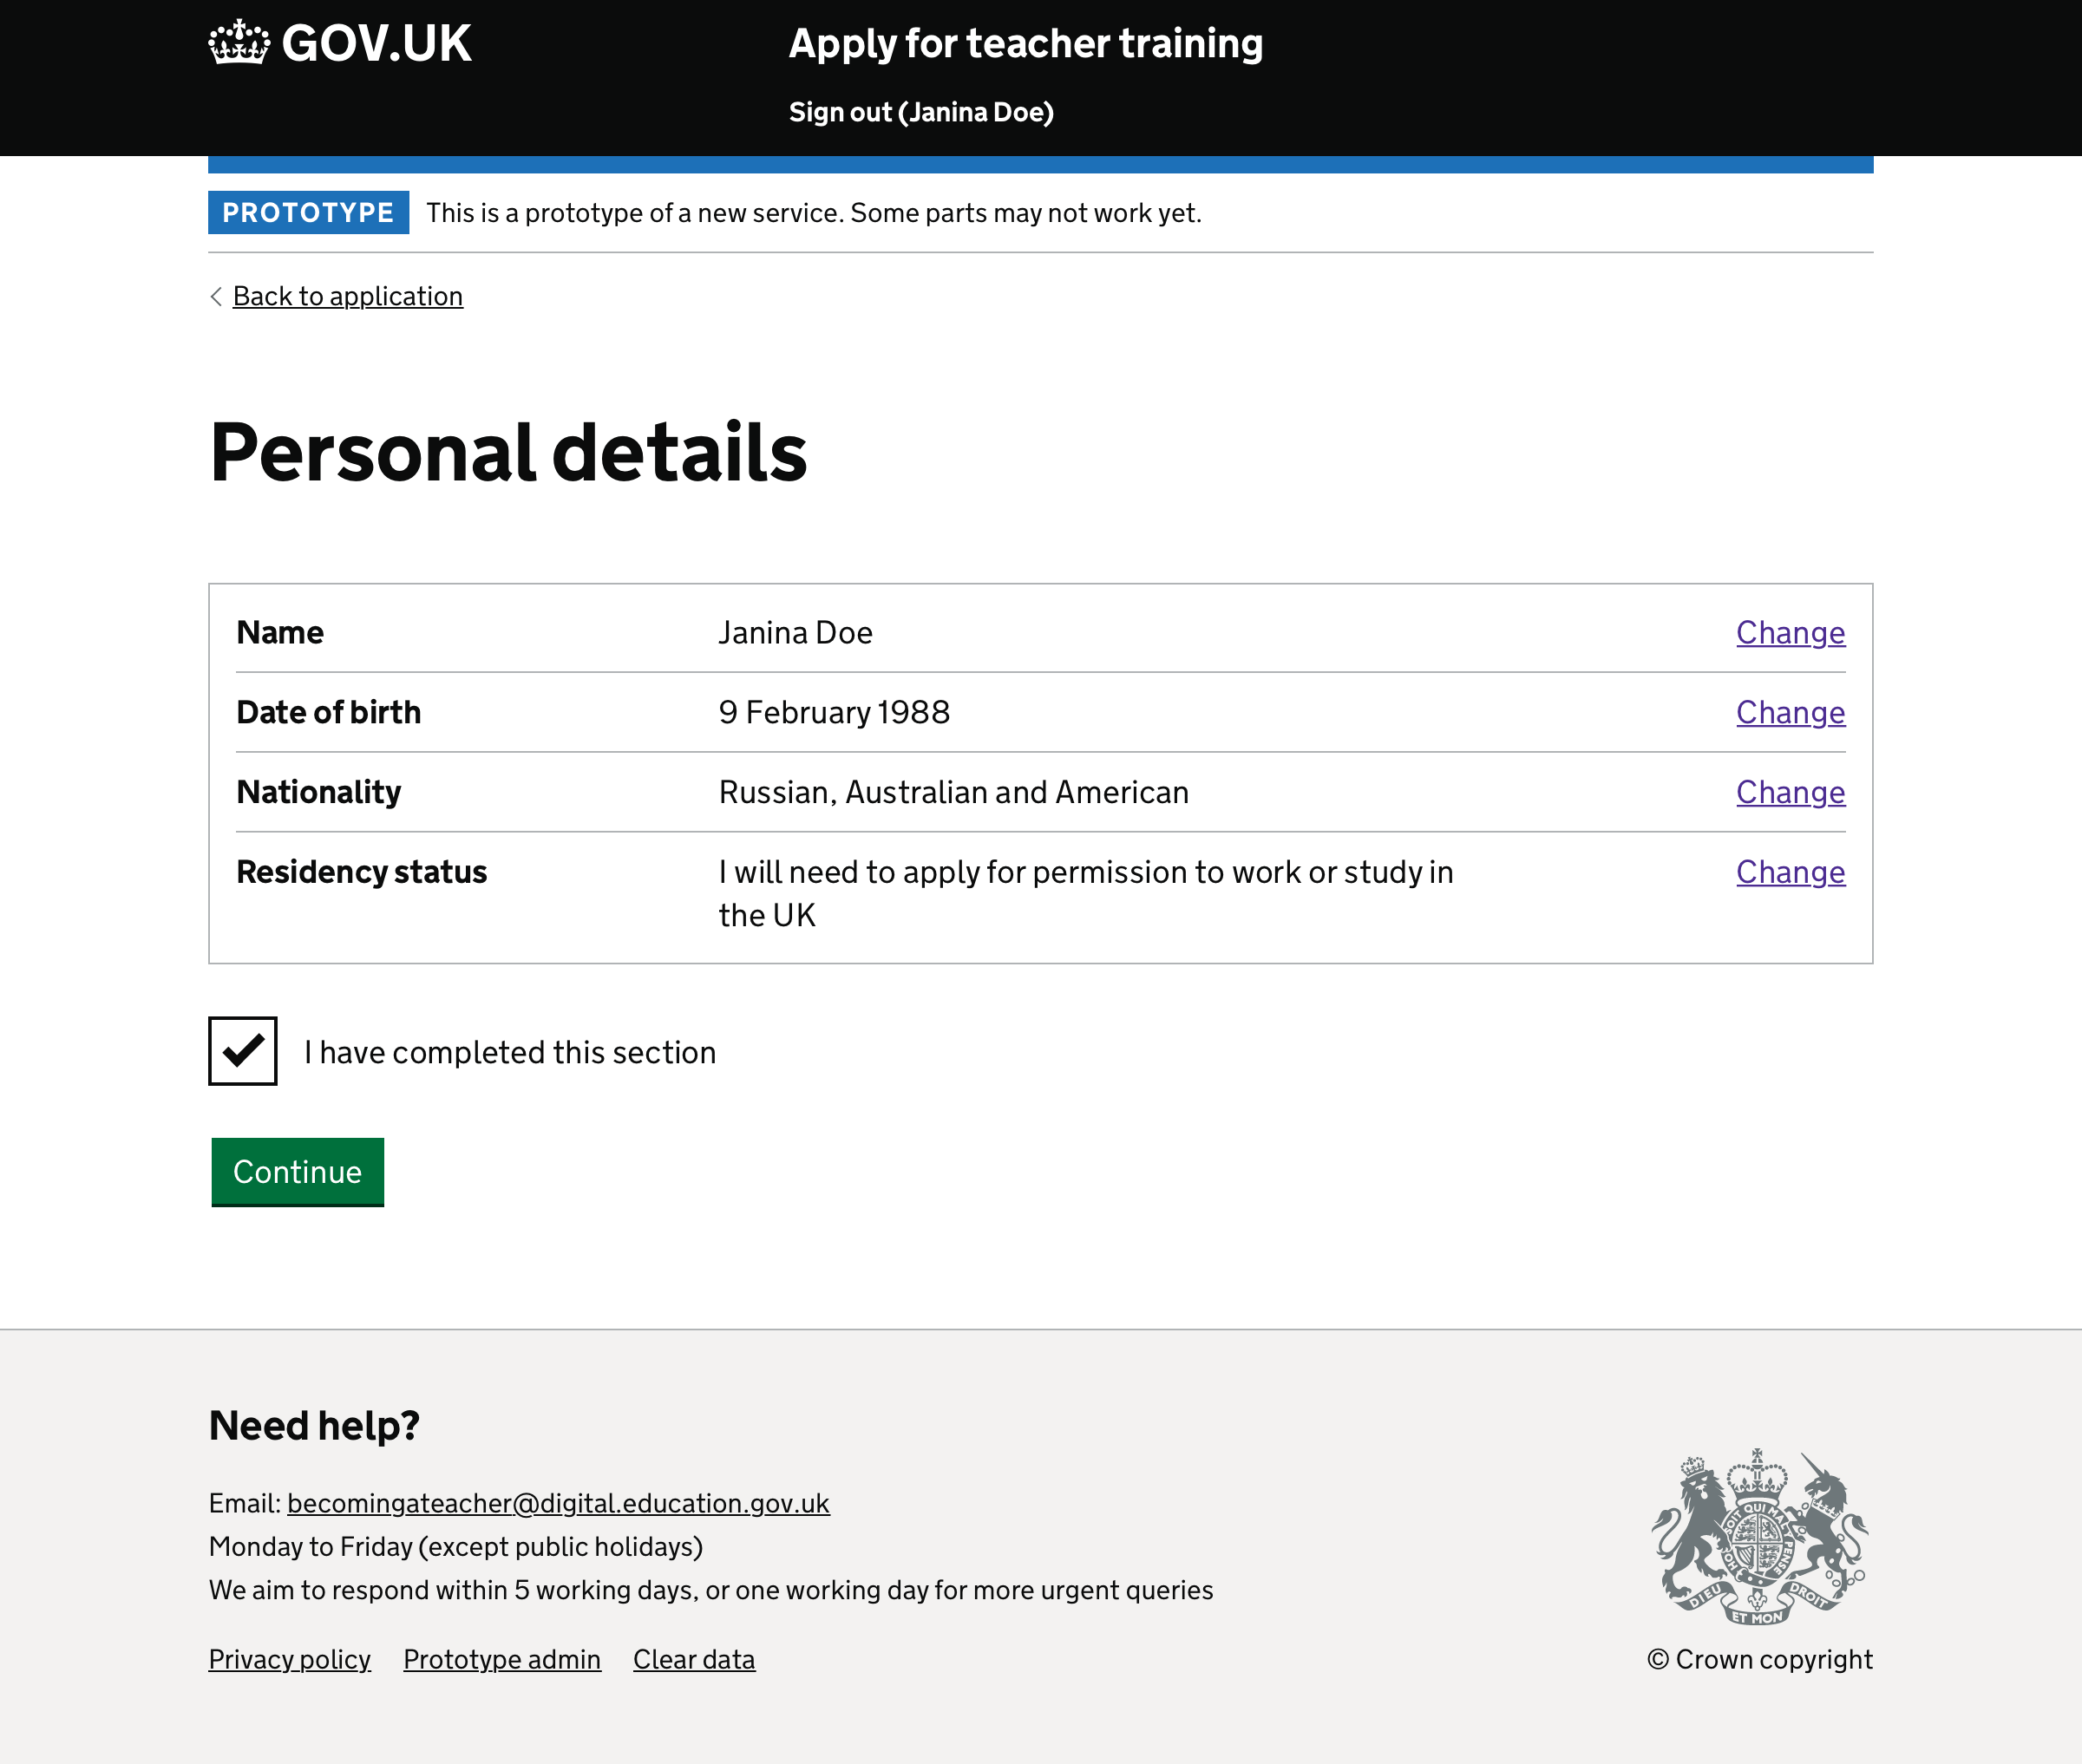 GOV.UK
Apply for teacher training
Sign out (Janina Doe)
PROTOTYPE This is a prototype of a new service. Some parts may not work yet.
Back to application
Personal details
Name Janina Doe Change
Date of birth 9 February 1988 Change
Nationality Russian, Australian and American Change
Residency status I will need to apply for permission to work or study in Change
the UK
I have completed this section
Continue
Need help?
Email: becomingateacher@digital.education.gov.uk
Monday to Friday (except public holidays)
We aim to respond within 5 working days, or one working day for more urgent queries
Privacy policy Prototype admin Clear data
SOIT QUI MAL
PENSE
DIEU ET MON DROIT
© Crown copyright